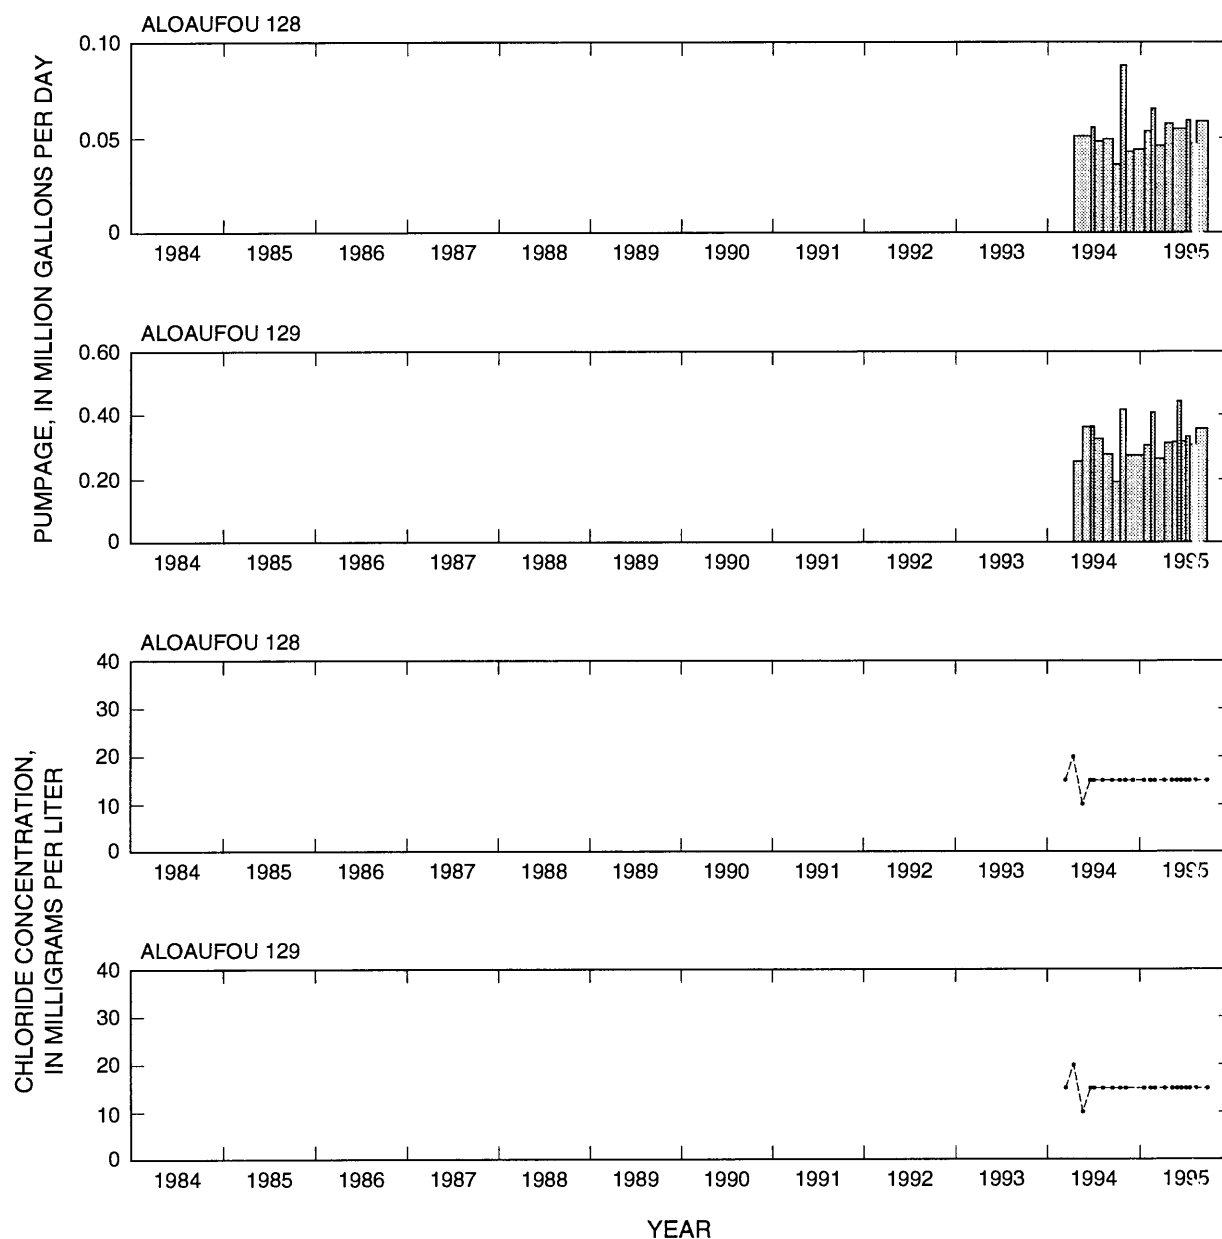 ALOAUFOU 128
0.10
0.05
0
1984 1985 1986 1987 1988 1989 1990 1991 1992 1993 1994 1995
PUMPAGE, IN MILLION GALLONS PER DAY
ALOAUFOU 129
0.60
0.40
0.20
0
1984 1985 1986 1987 1988 1989 1990 1991 1992 1993 1994 1995
ALOAUFOU 128
40
30
20
10
0
1984 1985 1986 1987 1988 1989 1990 1991 1992 1993 1994 1995
CHLORIDE CONCENTRATION,
IN MILLIGRAMS PER LITER
ALOAUFOU 129
40
30
20
10
0
1984 1985 1986 1987 1988 1989 1990 1991 1992 1993 1994 1995
YEAR